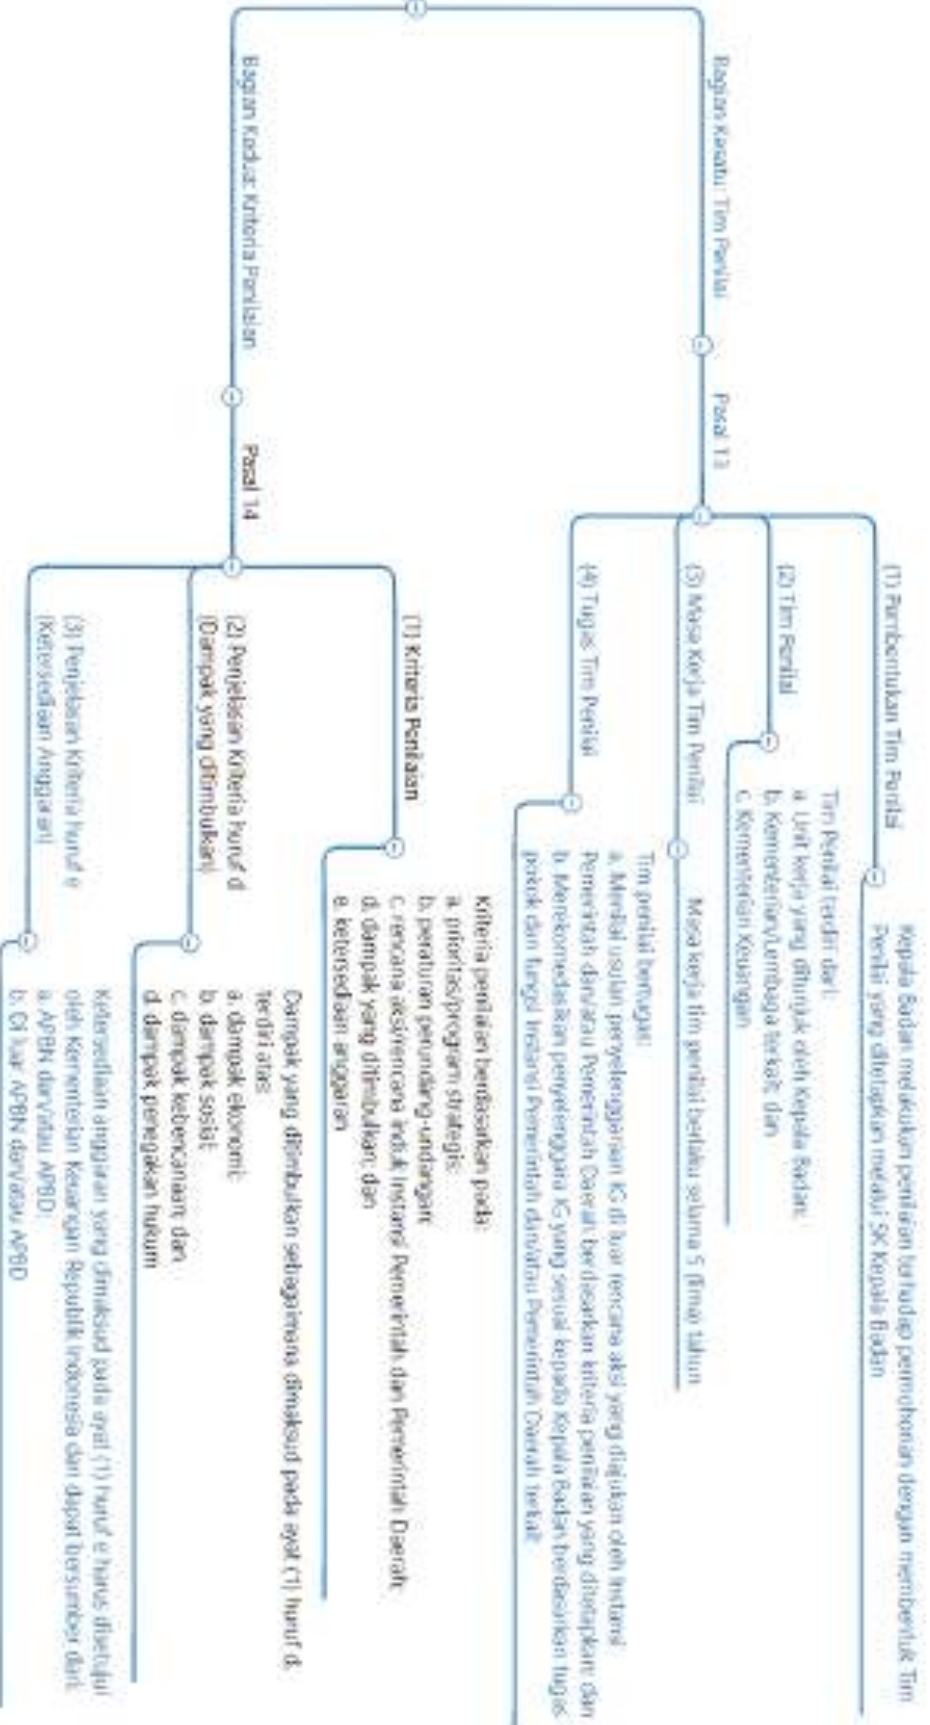 Bagian Kesatu: Tim Penilai
Pasal 13
(1) Pembentukan Tim Penilai
Kepala Badan melakukan penilaian terhadap permohonan dengan membentuk Tim
Penilai yang ditetapkan melalui SK Kepala Badan
(2) Tim Penilai
Tim Penilai terdiri dari:
a. Unit kerja yang ditunjuk oleh Kepala Badan;
b. Kementerian/Lembaga terkait; dan
c. Kementerian Keuangan
(3) Masa Kerja Tim Penilai
Masa kerja tim penilai berlaku selama 5 (lima) tahun
(4) Tugas Tim Penilai
Tim penilai bertugas:
a. Menilai usulan penyelenggaraan IG di luar rencana aksi yang diajukan oleh Instansi
Pemerintah dan/atau Pemerintah Daerah berdasarkan kriteria penilaian yang ditetapkan; dan
b. Merekomedasikan penyelenggara IG yang sesuai kepada Kepala Badan berdasarkan tugas
pokok dan fungsi Instansi Pemerintah dan/atau Pemerintah Daerah terkait
Bagian Kedua: Kriteria Penilaian
Pasal 14
(1) Kriteria Penilaian
Kriteria penilaian berdasarkan pada:
a. prioritas/program strategis;
b. peraturan perundang-undangan;
c. rencana aksi/rencana induk Instansi Pemerintah dan Pemerintah Daerah;
d. dampak yang ditimbulkan; dan
e. ketersedian anggaran
(2) Penjelasan Kriteria huruf d
(Dampak yang ditimbulkan)
Dampak yang ditimbulkan sebagaimana dimaksud pada ayat (1) huruf d,
terdiri atas:
a. dampak ekonomi;
b. dampak sosial;
c. dampak kebencanaan; dan
d. dampak penegakan hukum
(3) Penjelasan Kriteria huruf e
(Ketersedian Anggaran)
Ketersedian anggaran yang dimaksud pada ayat (1) huruf e harus disetujui
oleh Kementerian Keuangan Republik Indonesia dan dapat bersumber dari:
a. APBN dan/atau APBD
b. Di luar APBN dan/atau APBD